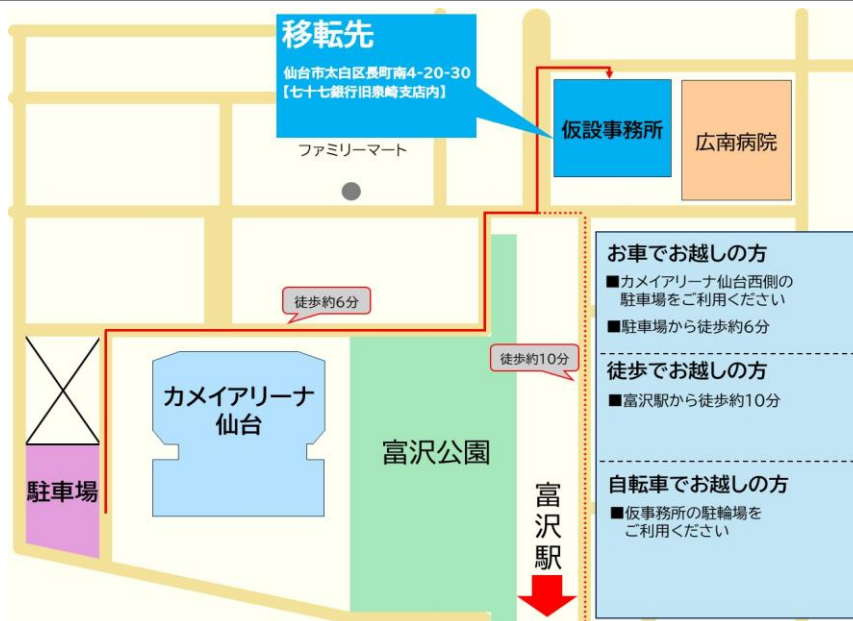 移転先
仙台市太白区長町南4-20-30
【七十七銀行旧泉崎支店内】
ファミリーマート
仮設事務所
広南病院
徒歩約6分
徒歩約10分
カメイアリーナ
仙台
富沢公園
駐車場
富沢駅
お車でお越しの方
■カメイアリーナ仙台西側の
駐車場をご利用ください
■駐車場から徒歩約6分
徒歩でお越しの方
■富沢駅から徒歩約10分
自転車でお越しの方
■仮事務所の駐輪場を
ご利用ください